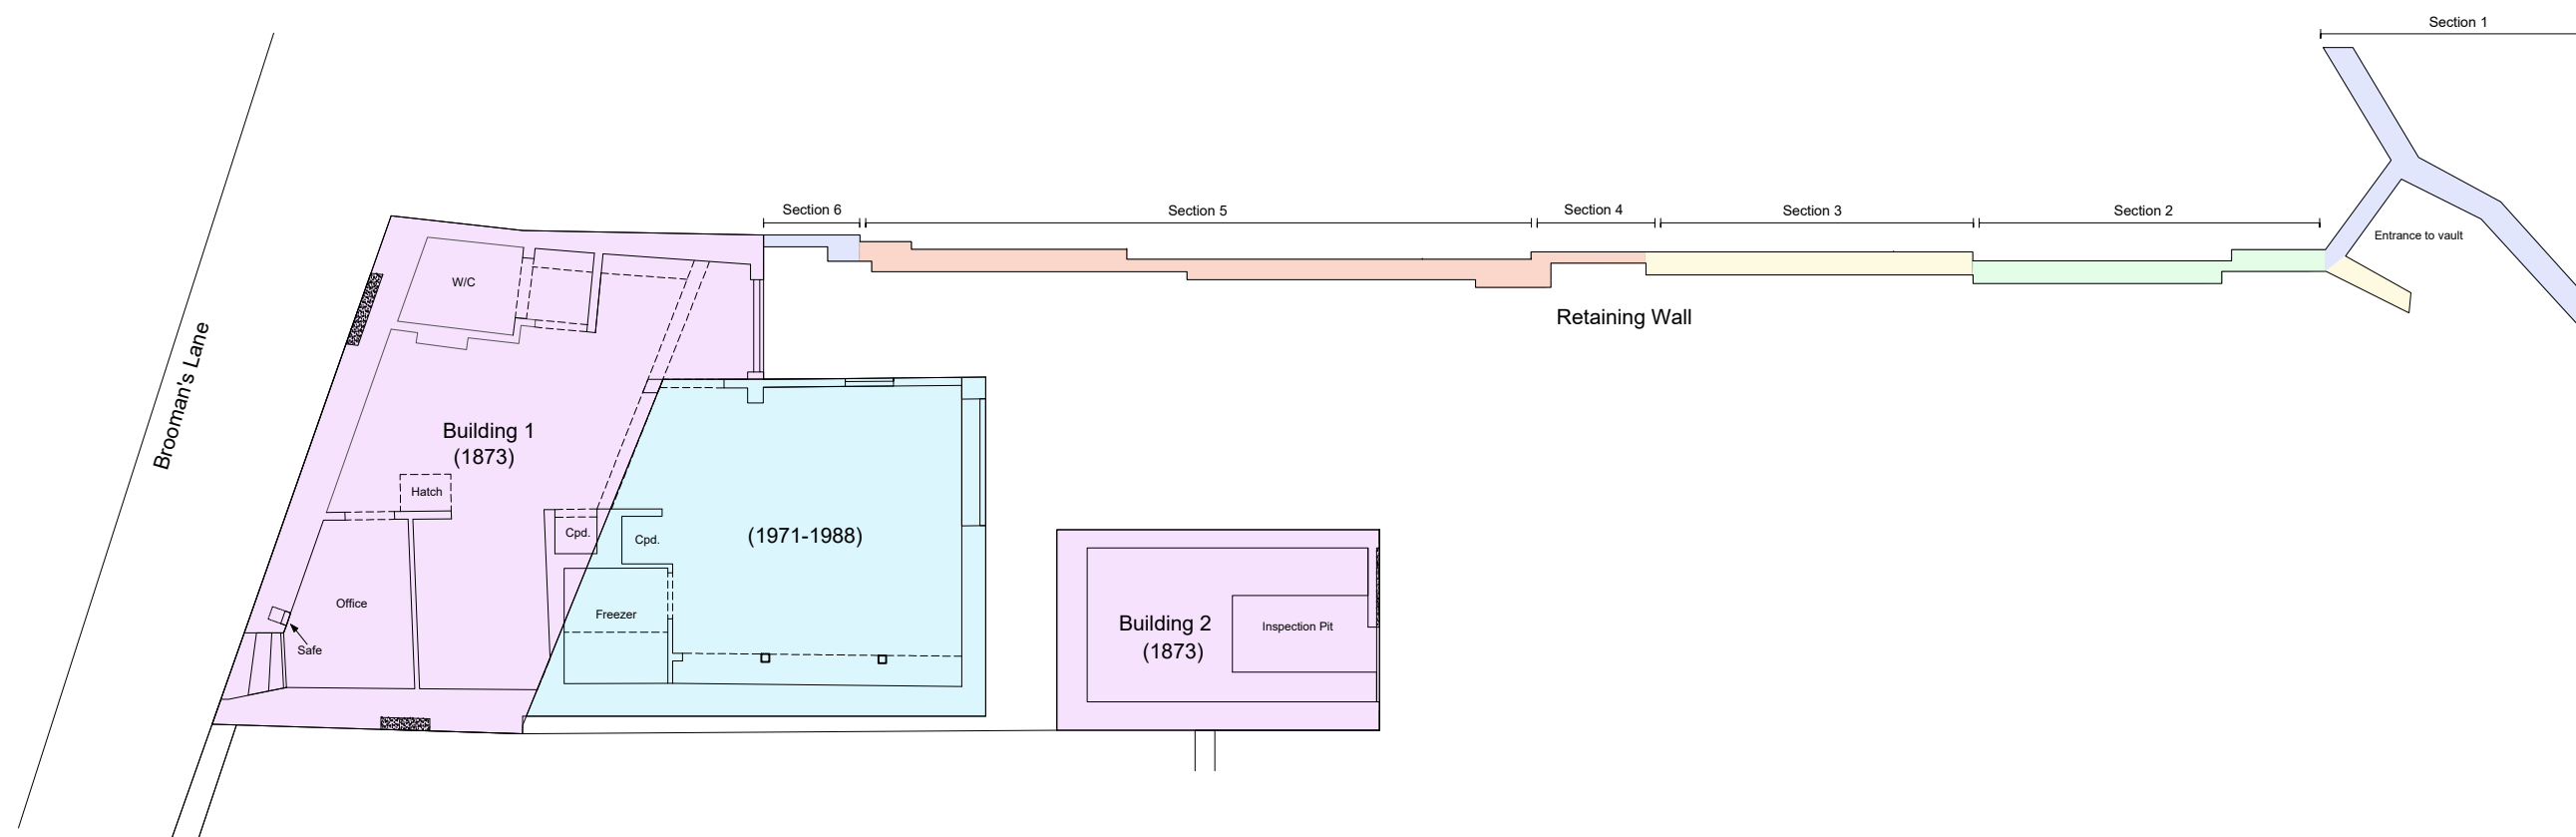 Section 1
Section 6
Section 5
Section 4
Section 3
Section 2
Entrance to vault
W/C
Retaining Wall
Brooman's Lane
Building 1
(1873)
Hatch
Cpd.
Cpd.
(1971-1988)
Office
Freezer
Safe
Building 2
(1873)
Inspection Pit